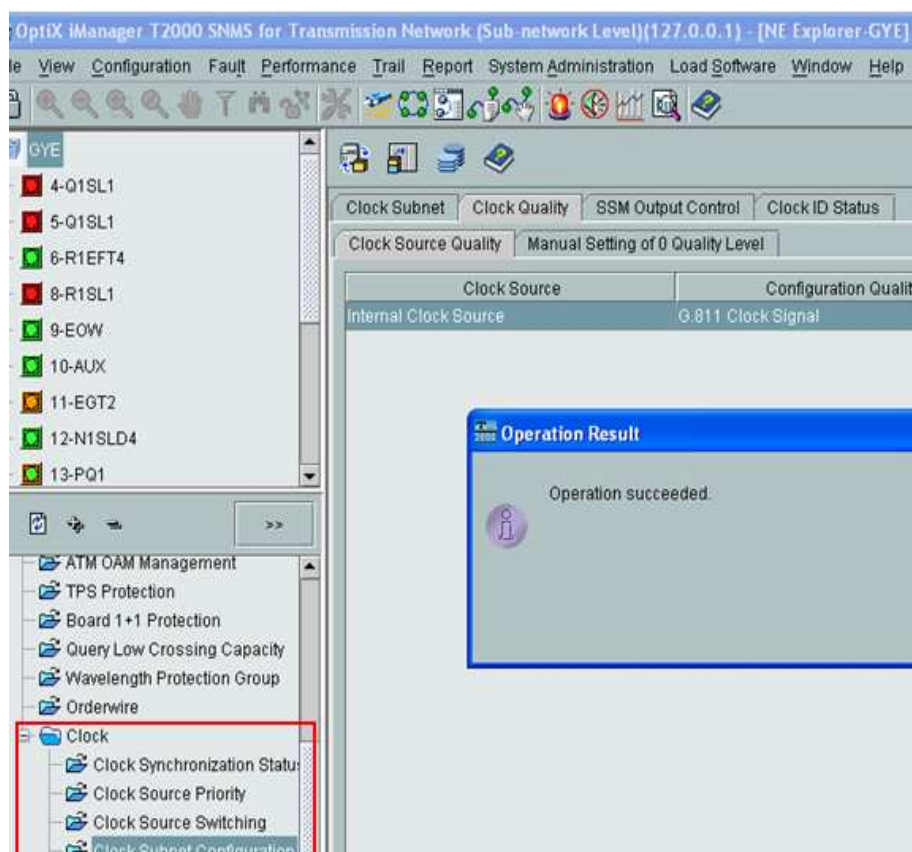 OptiX iManager T2000 SNMS for Transmission Network (Sub-network Level)(127.0.0.1) - [NE Explorer-GYE]
le View Configuration Fault Performance Trail Report System Administration Load Software Window Help
GYE
4-Q1SL1
5-Q1SL1
6-R1EFT4
8-R1SL1
9-EOW
10-AUX
11-EGT2
12-N1SLD4
13-PQ1
>>
ATM OAM Management
TPS Protection
Board 1+1 Protection
Query Low Crossing Capacity
Wavelength Protection Group
Orderwire
Clock
Clock Synchronization Statu
Clock Source Priority
Clock Source Switching
Clock Subnet Configuration
Clock Subnet Clock Quality SSM Output Control Clock ID Status
Clock Source Quality Manual Setting of 0 Quality Level
Clock Source Configuration Qualit
Internal Clock Source G.811 Clock Signal
Operation Result
Operation succeeded.